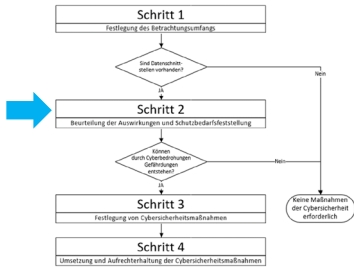 Schritt 1
Festlegung des Betrachtungsumfangs
Sind Datenschnitt-
stellen vorhanden?
Nein
JA
Schritt 2
Beurteilung der Auswirkungen und Schutzbedarfsfeststellung
Können
durch Cyberbedrohungen
Gefährdungen
entstehen?
Nein
JA
Schritt 3
Festlegung von Cybersicherheitsmaßnahmen
Keine Maßnahmen
der Cybersicherheit
erforderlich
Schritt 4
Umsetzung und Aufrechterhaltung der Cybersicherheitsmaßnahmen